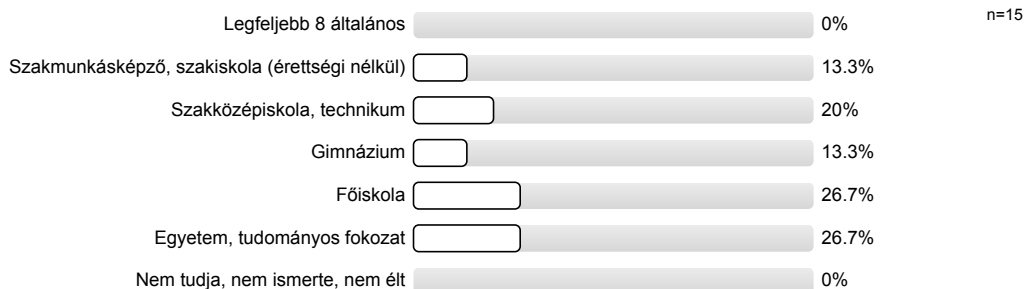 Legfeljebb 8 általános 0% n=15
Szakmunkásképző, szakiskola (érettségi nélkül) 13.3%
Szakközépiskola, technikum 20%
Gimnázium 13.3%
Főiskola 26.7%
Egyetem, tudományos fokozat 26.7%
Nem tudja, nem ismerte, nem élt 0%